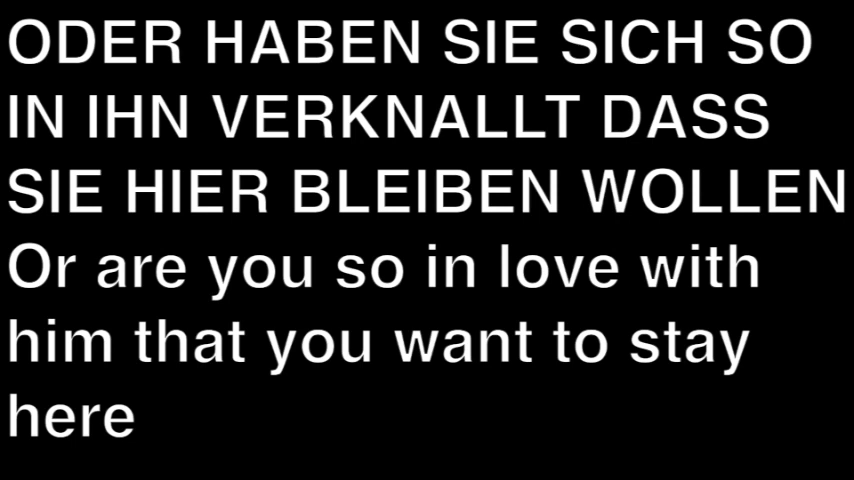 ODER HABEN SIE SICH SO
IN IHN VERKNALLT DASS
SIE HIER BLEIBEN WOLLEN
Or are you so in love with
him that you want to stay
here